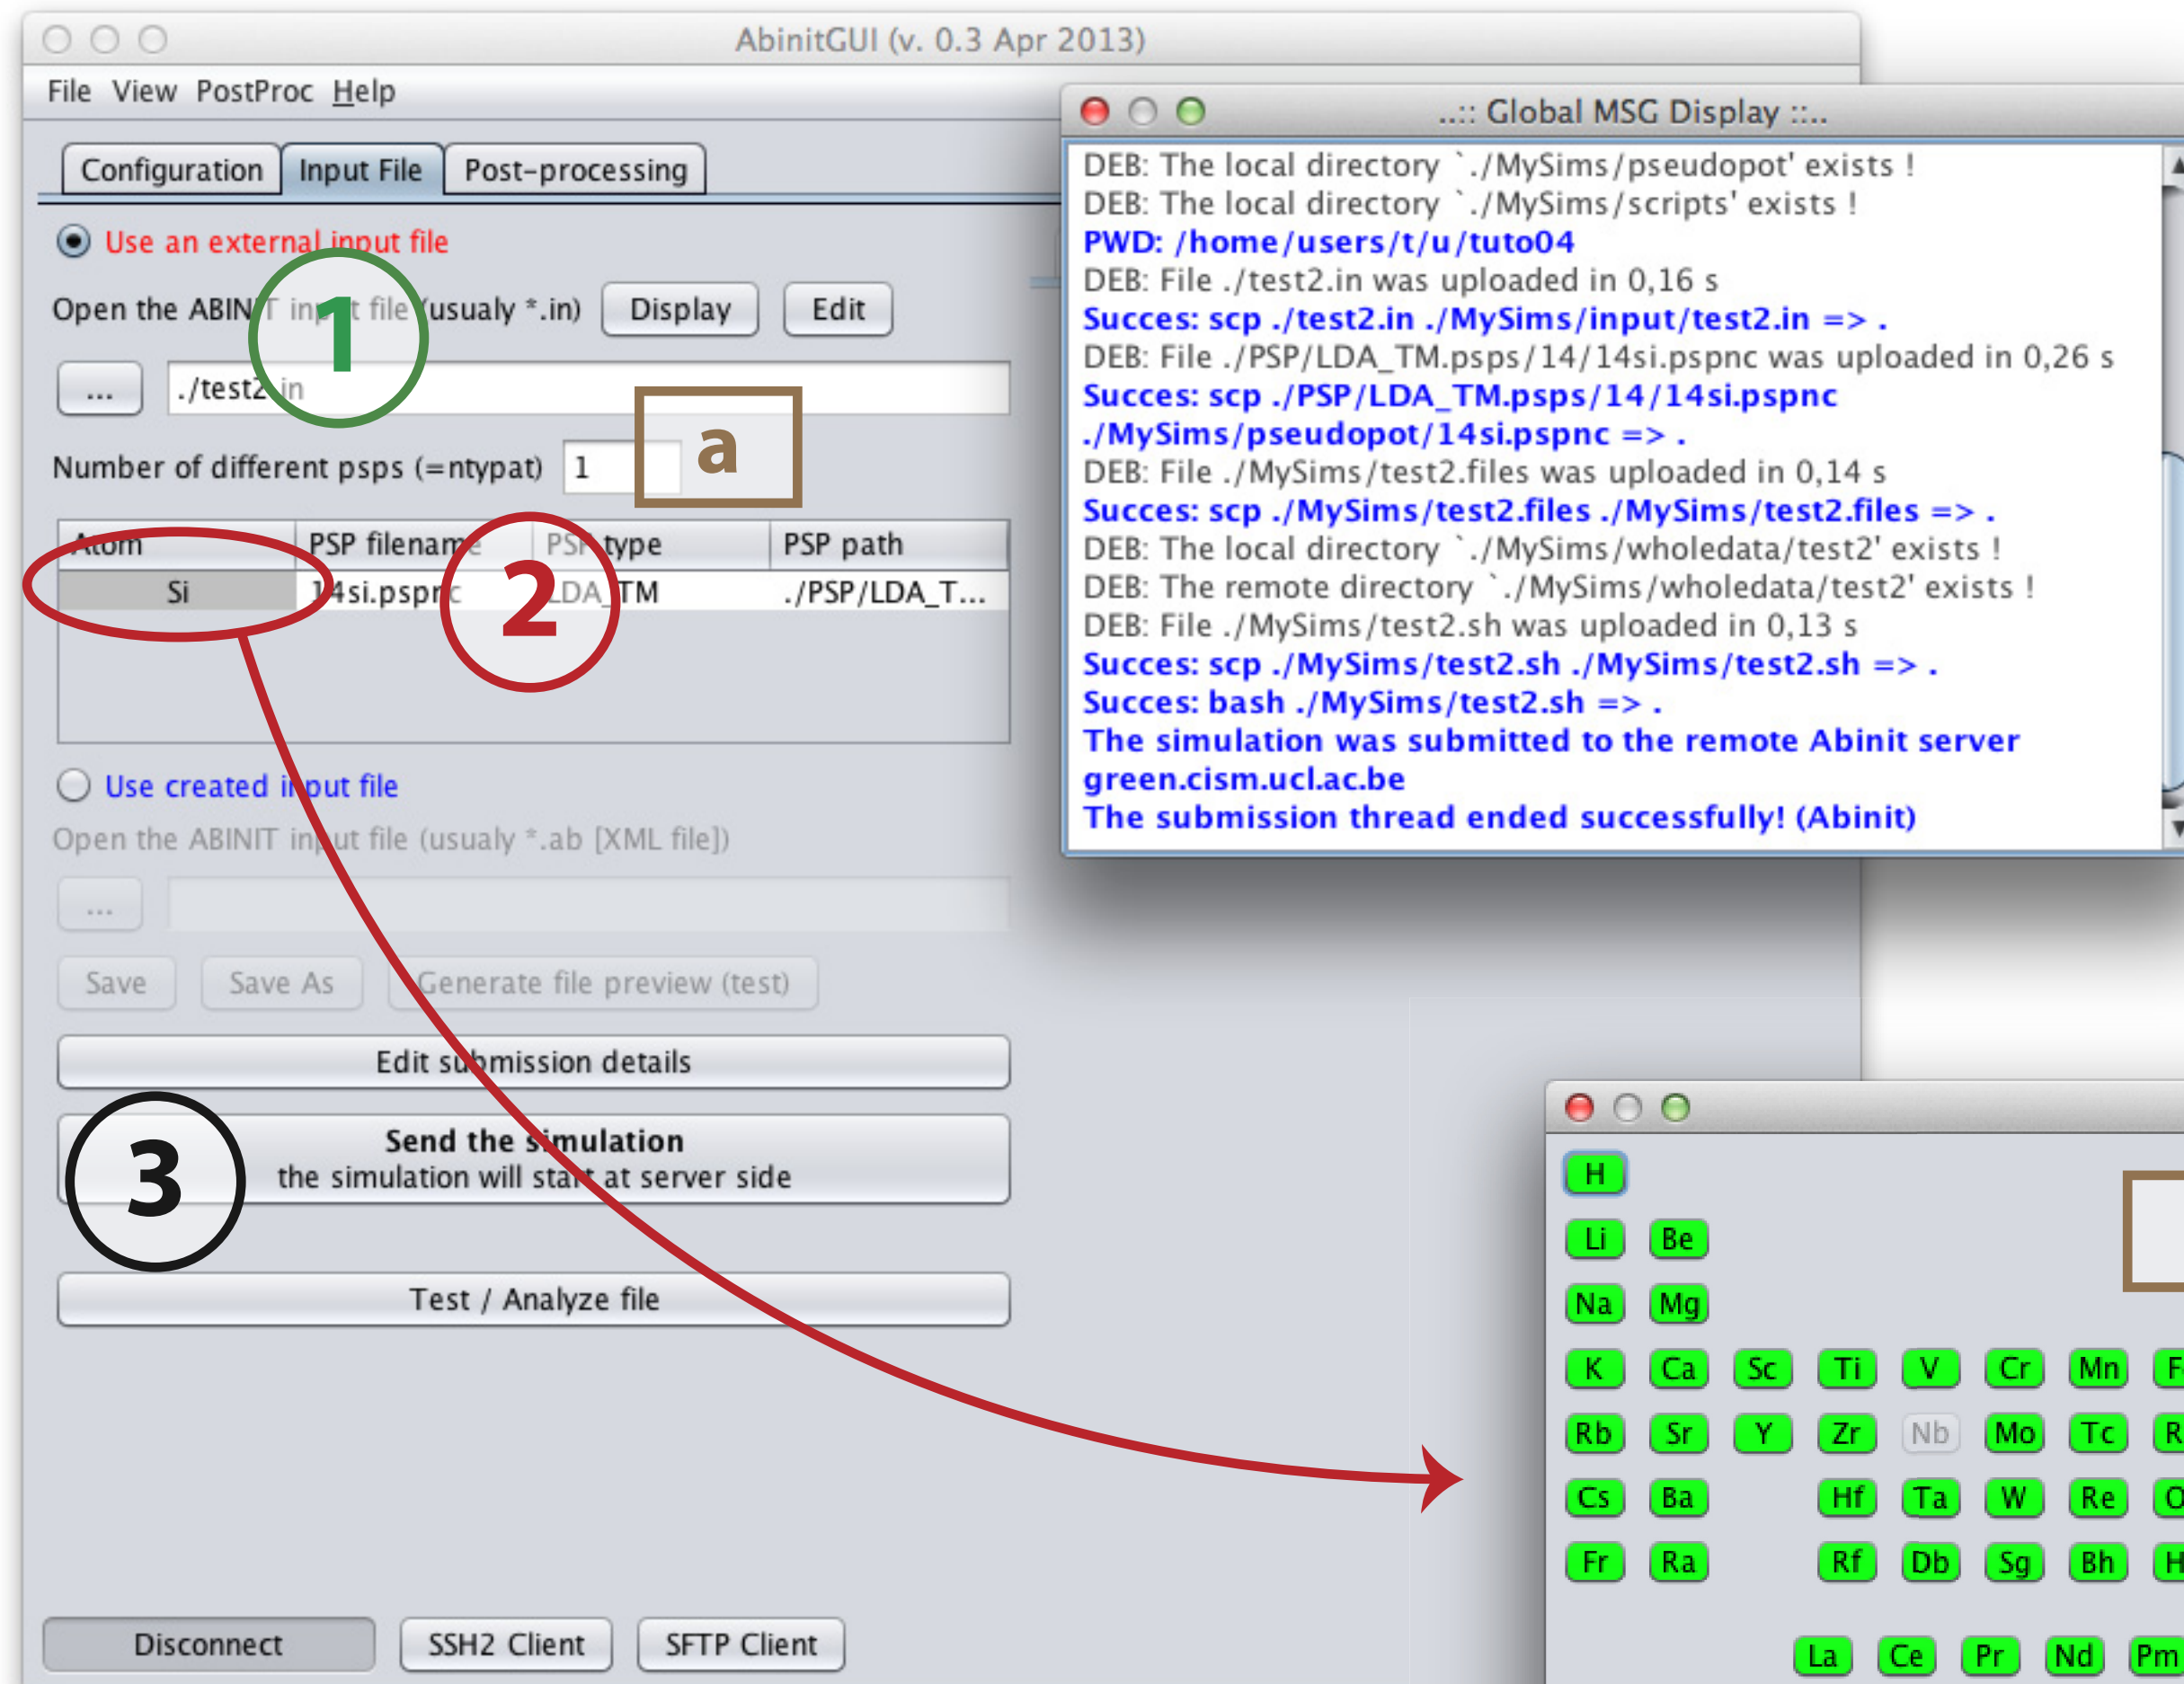 AbinitGUI (v. 0.3 Apr 2013)
File View PostProc Help
Configuration Input File Post-processing
Use an external input file
1
Open the ABINIT input file (usualy *.in) Display Edit
... ./test2.in
Number of different psps (=ntypat) 1
a
Atom PSP filename PSP type PSP path
Si 14si.pspnc LDA_TM ./PSP/LDA_T...
2
Use created input file
Open the ABINIT input file (usualy *.ab [XML file])
...
Save Save As Generate file preview (test)
Edit submission details
3
Send the simulation
the simulation will start at server side
Test / Analyze file
Disconnect SSH2 Client SFTP Client
..:: Global MSG Display ::..
DEB: The local directory `./MySims/pseudopot' exists !
DEB: The local directory `./MySims/scripts' exists !
PWD: /home/users/t/u/tuto04
DEB: File ./test2.in was uploaded in 0,16 s
Succes: scp ./test2.in ./MySims/input/test2.in => .
DEB: File ./PSP/LDA_TM.psps/14/14si.pspnc was uploaded in 0,26 s
Succes: scp ./PSP/LDA_TM.psps/14/14si.pspnc
./MySims/pseudopot/14si.pspnc => .
DEB: File ./MySims/test2.files was uploaded in 0,14 s
Succes: scp ./MySims/test2.files ./MySims/test2.files => .
DEB: The local directory `./MySims/wholedata/test2' exists !
DEB: The remote directory `./MySims/wholedata/test2' exists !
DEB: File ./MySims/test2.sh was uploaded in 0,13 s
Succes: scp ./MySims/test2.sh ./MySims/test2.sh => .
Succes: bash ./MySims/test2.sh => .
The simulation was submitted to the remote Abinit server
green.cism.ucl.ac.be
The submission thread ended successfully! (Abinit)
H
Li Be
Na Mg
K Ca Sc Ti V Cr Mn
Rb Sr Y Zr Nb Mo Tc
Cs Ba Hf Ta W Re
Fr Ra Rf Db Sg Bh
La Ce Pr Nd Pm